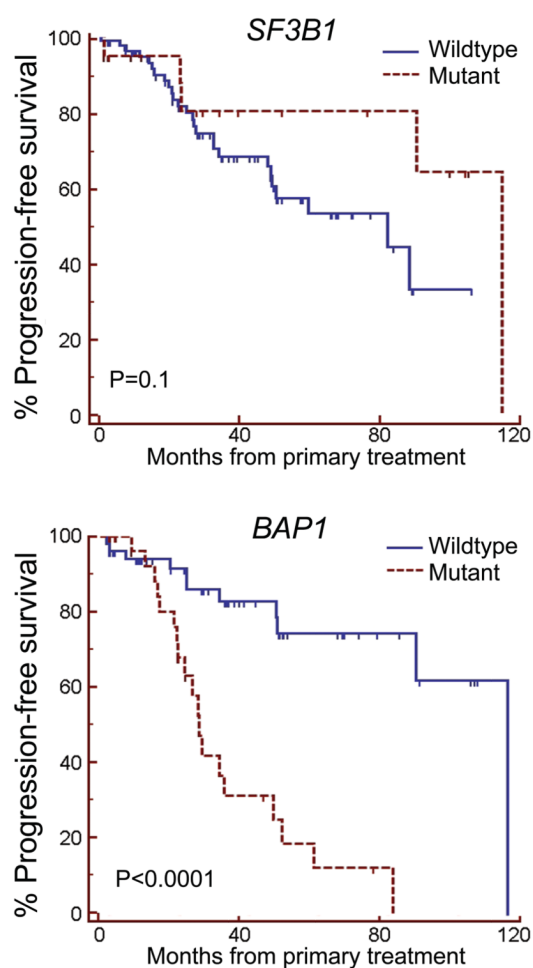 SF3B1
100
80
60
40
20
0
% Progression-free survival
Wildtype
Mutant
P=0.1
0 40 80 120
Months from primary treatment
BAP1
100
80
60
40
20
0
% Progression-free survival
Wildtype
Mutant
P<0.0001
0 40 80 120
Months from primary treatment